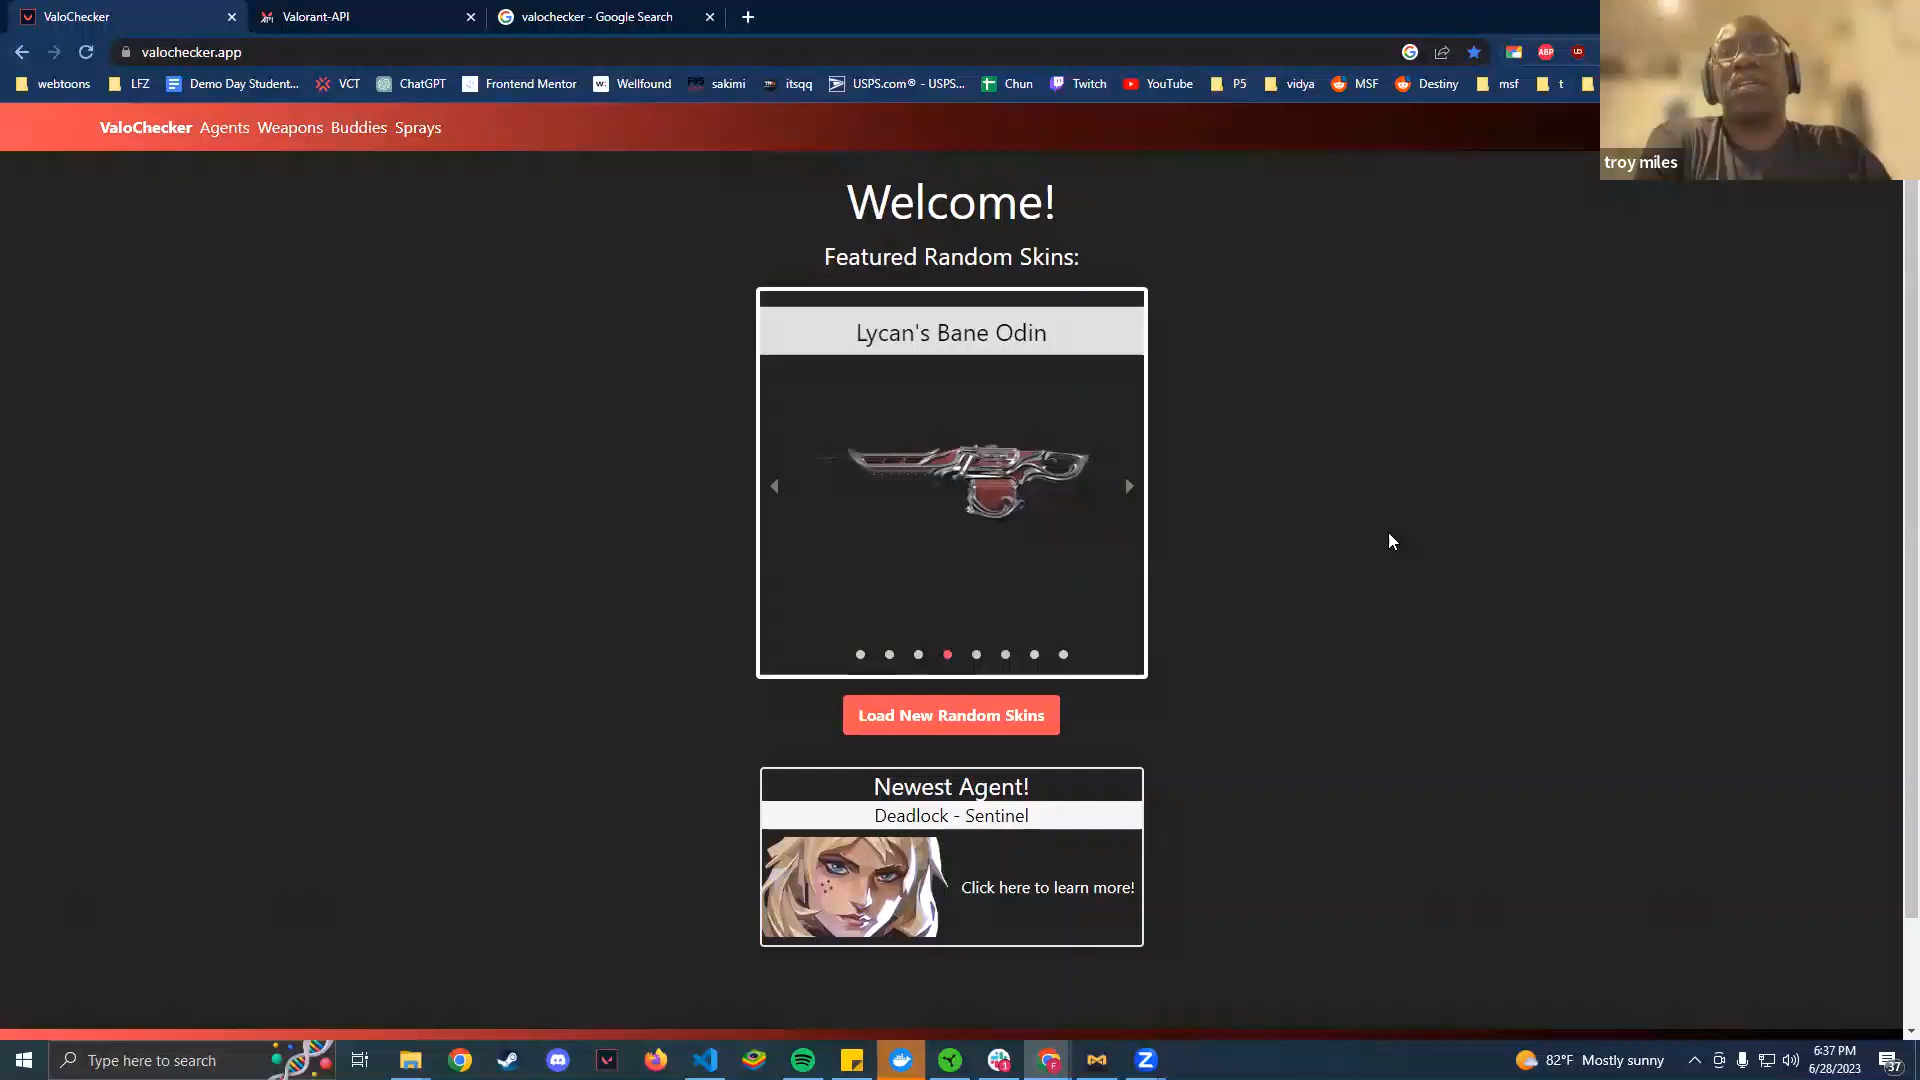 ValoChecker
Valorant-API
valochecker - Google Search
valochecker.app
webtoons
LFZ
Demo Day Student...
VCT
ChatGPT
Frontend Mentor
Wellfound
sakimi
itsqq
USPS.com® - USPS...
Chun
Twitch
YouTube
P5
vidya
MSF
Destiny
msf
t
ABP
troy miles
ValoChecker Agents Weapons Buddies Sprays
Welcome!
Featured Random Skins:
Lycan's Bane Odin
Load New Random Skins
Newest Agent!
Deadlock - Sentinel
Click here to learn more!
Type here to search
82°F Mostly sunny
6:37 PM
6/28/2023
37